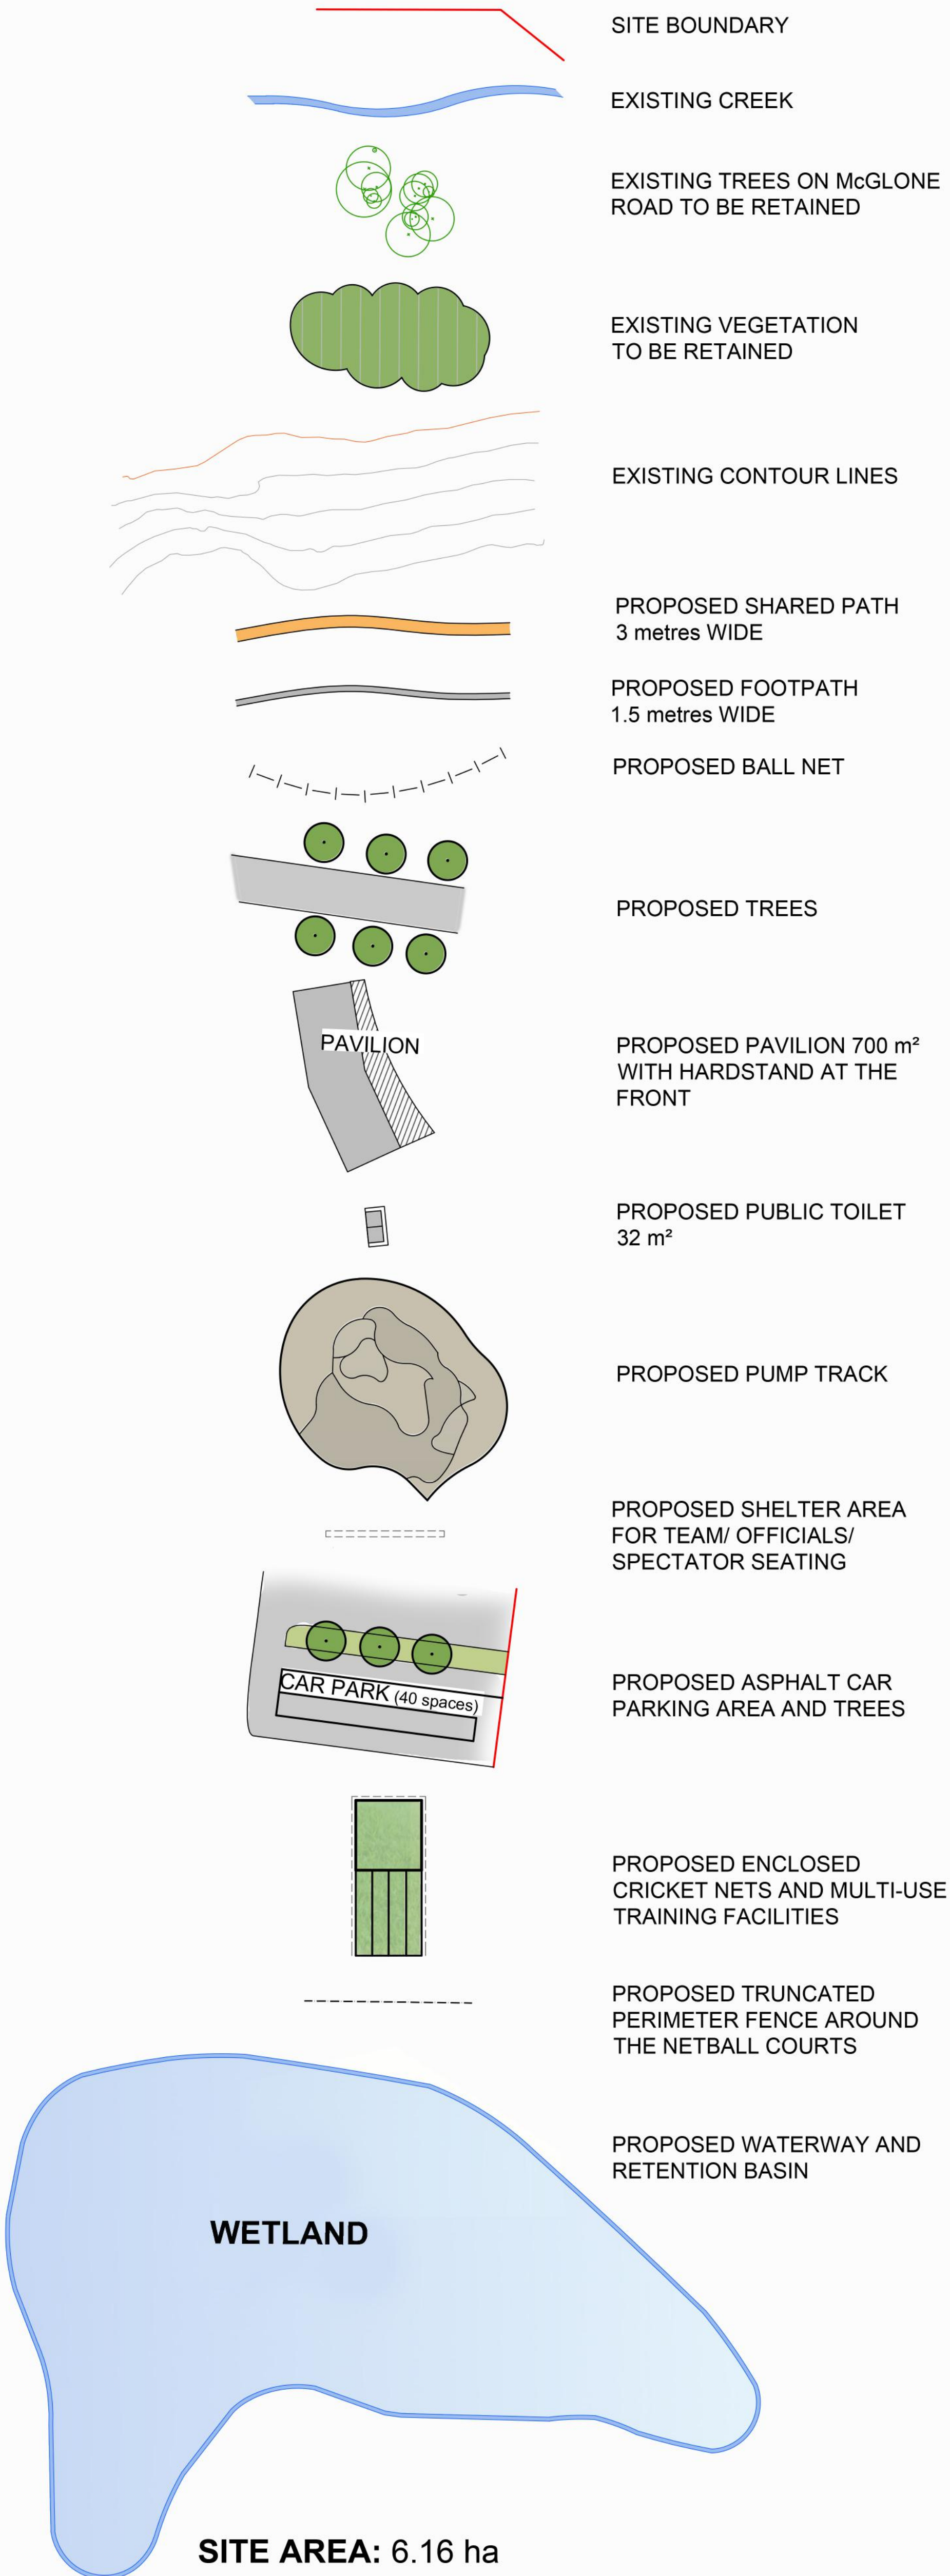 SITE BOUNDARY
EXISTING CREEK
EXISTING TREES ON McGLONE
ROAD TO BE RETAINED
EXISTING VEGETATION
TO BE RETAINED
EXISTING CONTOUR LINES
PROPOSED SHARED PATH
3 metres WIDE
PROPOSED FOOTPATH
1.5 metres WIDE
PROPOSED BALL NET
PROPOSED TREES
PAVILION
PROPOSED PAVILION 700 m²
WITH HARDSTAND AT THE
FRONT
PROPOSED PUBLIC TOILET
32 m²
PROPOSED PUMP TRACK
PROPOSED SHELTER AREA
FOR TEAM/ OFFICIALS/
SPECTATOR SEATING
CAR PARK (40 spaces)
PROPOSED ASPHALT CAR
PARKING AREA AND TREES
PROPOSED ENCLOSED
CRICKET NETS AND MULTI-USE
TRAINING FACILITIES
PROPOSED TRUNCATED
PERIMETER FENCE AROUND
THE NETBALL COURTS
PROPOSED WATERWAY AND
RETENTION BASIN
WETLAND
SITE AREA: 6.16 ha